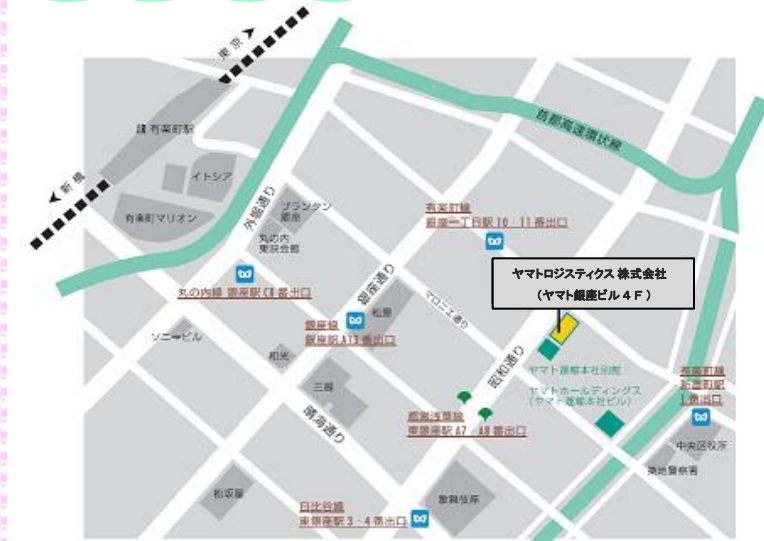 東京
JR 有楽町駅
首都高速環状線
新橋
イトシア
有楽町マリオン
外堀通り
プランタン
銀座
丸の内
東映会館
有楽町線
銀座一丁目駅 10・11 番出口
丸の内線 銀座駅 C8 番出口
銀座通り
マロニエ通り
ヤマトロジスティクス 株式会社
（ヤマト銀座ビル 4F）
銀座線
銀座駅 A13 番出口
松屋
ソニービル
和光
三越
昭和通り
ヤマト運輸本社別館
ヤマトホールディングス
（ヤマト運輸本社ビル）
有楽町線
新富町駅
1 番出口
晴海通り
都営浅草線
東銀座駅 A7・A8 番出口
中央区役所
築地警察署
松坂屋
日比谷線
東銀座駅 3・4 番出口
歌舞伎座